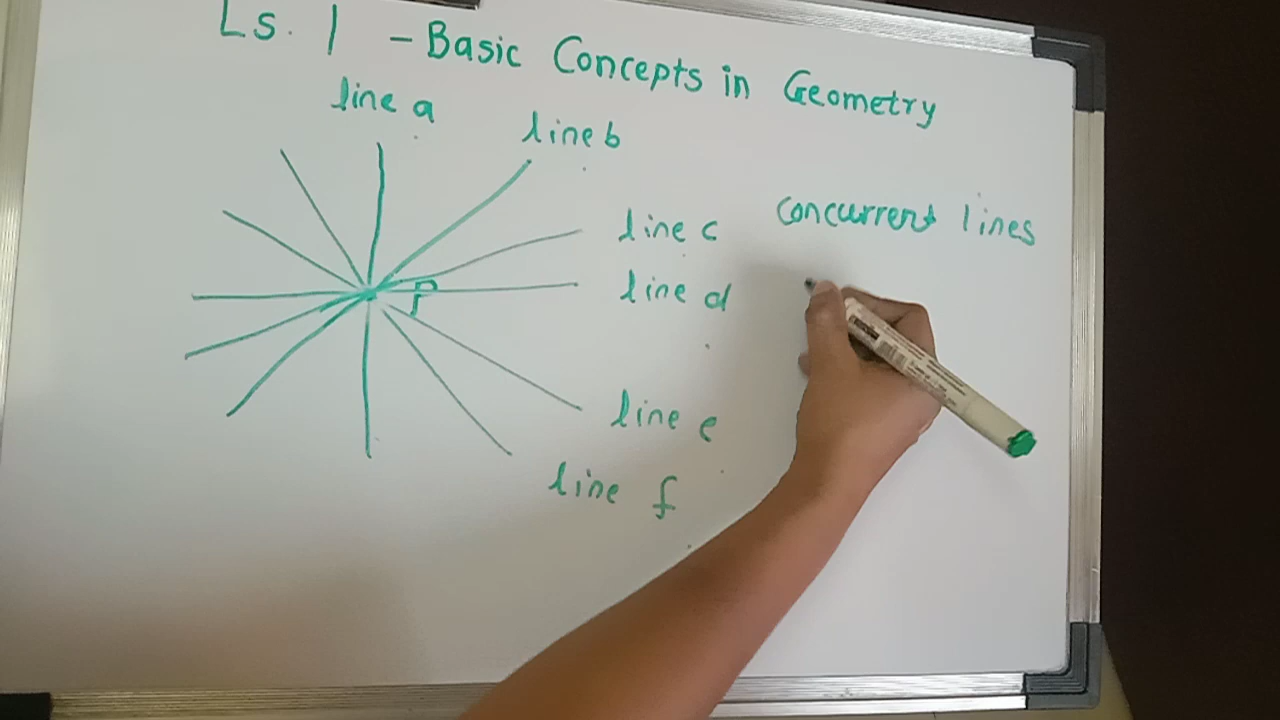 Ls. 1 - Basic Concepts in Geometry
line a
line b
line c
concurrent lines
line d
P
line e
line f